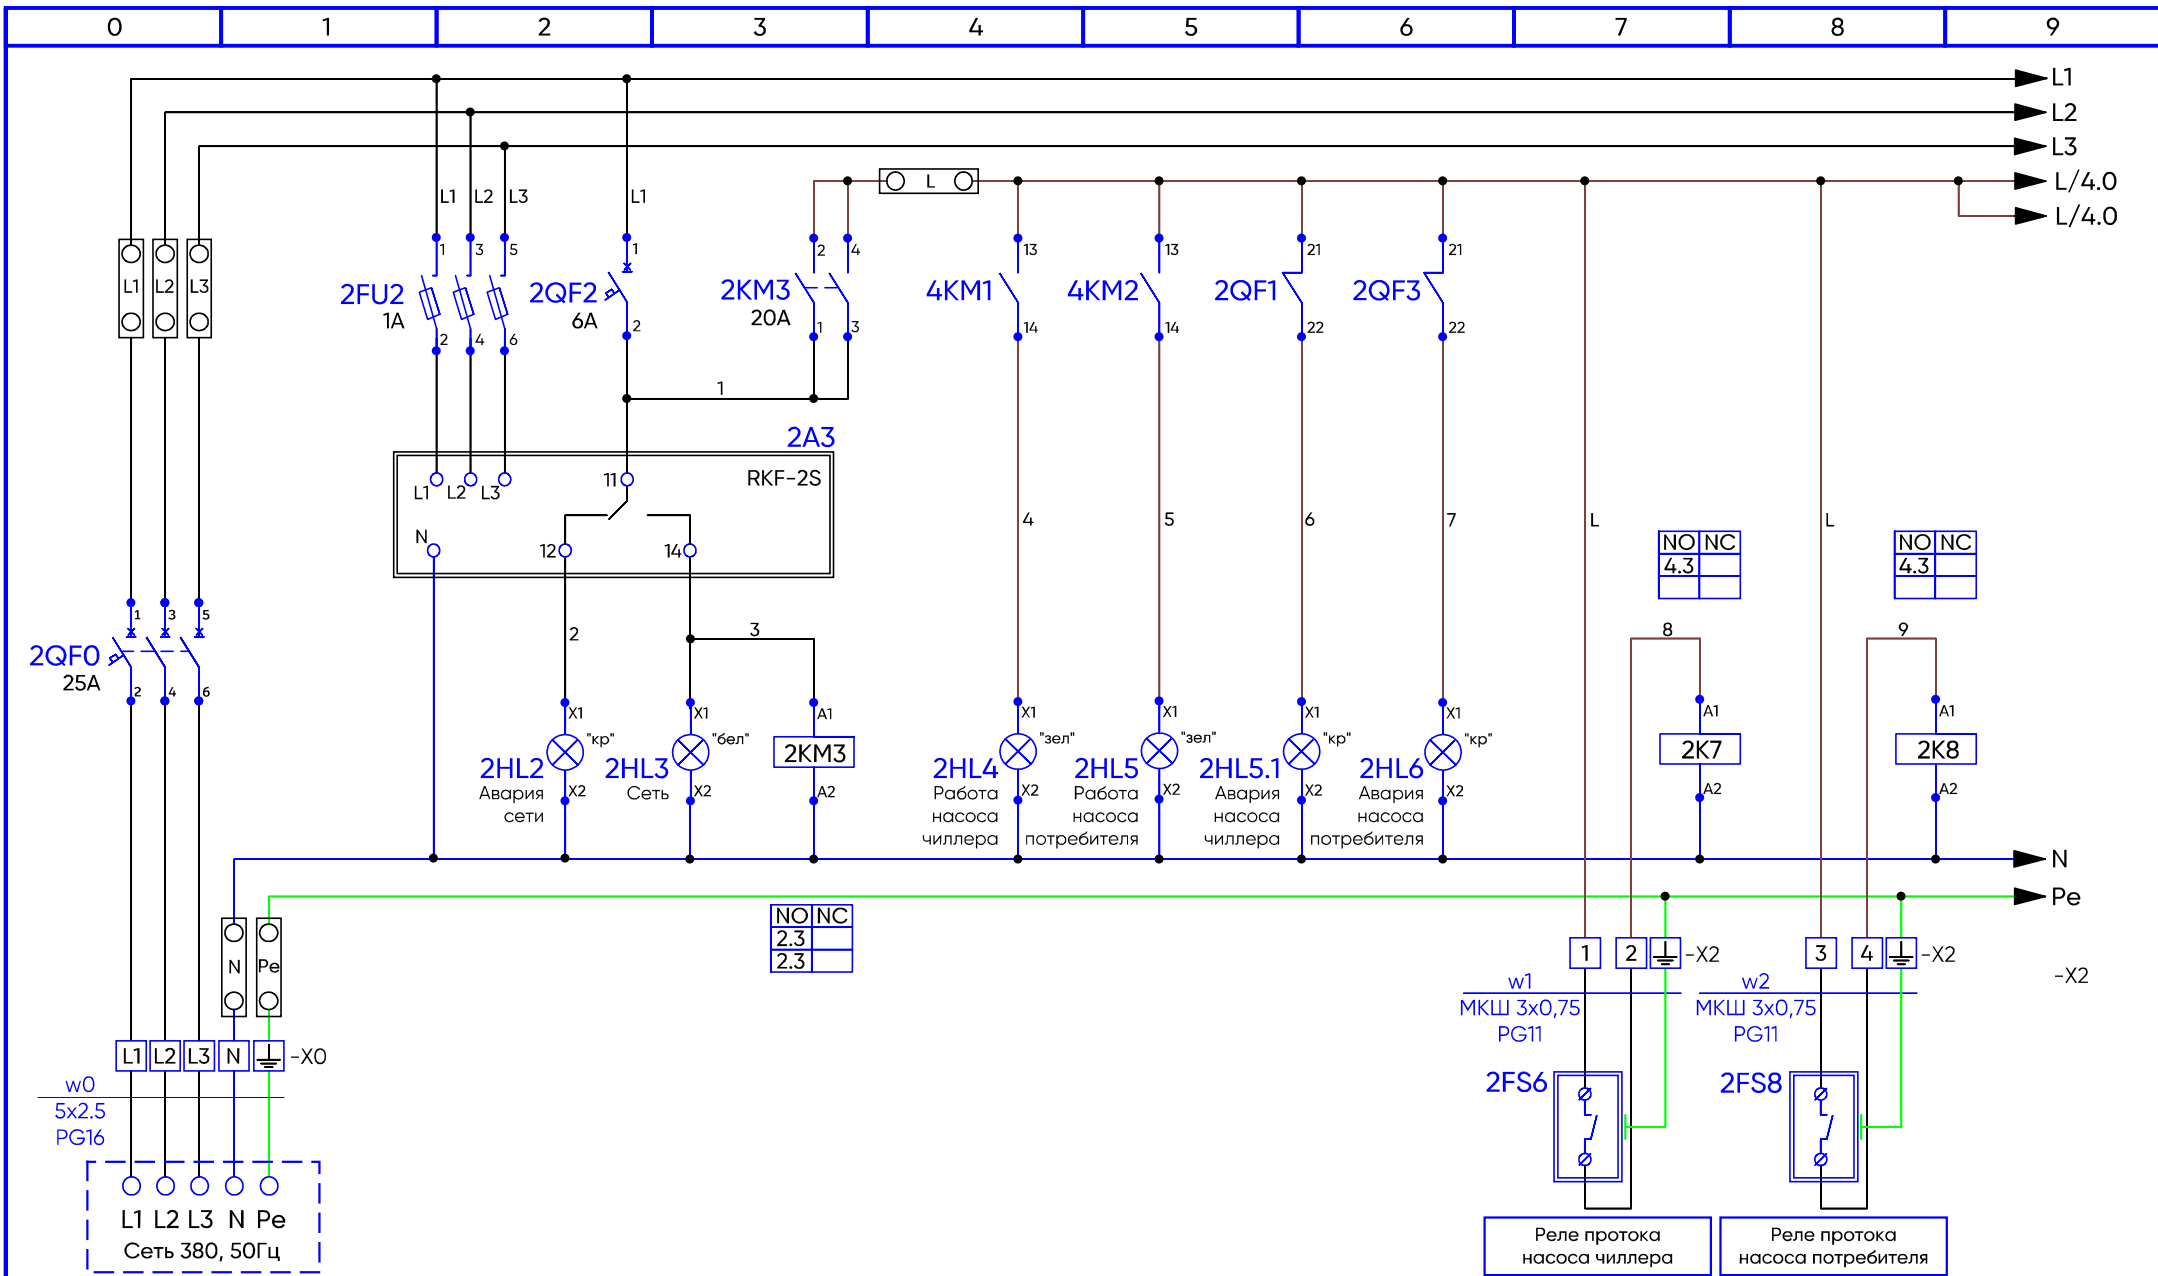 0 1 2 3 4 5 6 7 8 9
L1
L2
L3
L/4.0
L/4.0
L
L1 L2 L3 L1
L1 L2 L3
1 3 5
2FU2
1A
2 4 6
1
2QF2
6A
2
2 4
2KM3
20A
1 3
13
4KM1
14
13
4KM2
14
21
2QF1
22
21
2QF3
22
1
2A3
RKF-2S
L1 L2 L3 11
N 12 14
4 5 6 7 L L
NO NC
4.3
NO NC
4.3
1 3 5
2QF0
25A
2 4 6
2 3 8 9
X1
"кр"
2HL2
X2
Авария
сети
X1
"бел"
2HL3
X2
Сеть
A1
2KM3
A2
X1
"зел"
2HL4
X2
Работа
насоса
чиллера
X1
"зел"
2HL5
X2
Работа
насоса
потребителя
X1
"кр"
2HL5.1
X2
Авария
насоса
чиллера
X1
"кр"
2HL6
X2
Авария
насоса
потребителя
A1
2K7
A2
A1
2K8
A2
N
Pe
NO NC
2.3
2.3
N Pe
1 2 -X2
3 4 -X2
-X2
w1
МКШ 3x0,75
PG11
w2
МКШ 3x0,75
PG11
L1 L2 L3 N -X0
w0
5x2.5
PG16
2FS6
2FS8
L1 L2 L3 N Pe
Сеть 380, 50Гц
Реле протока
насоса чиллера
Реле протока
насоса потребителя